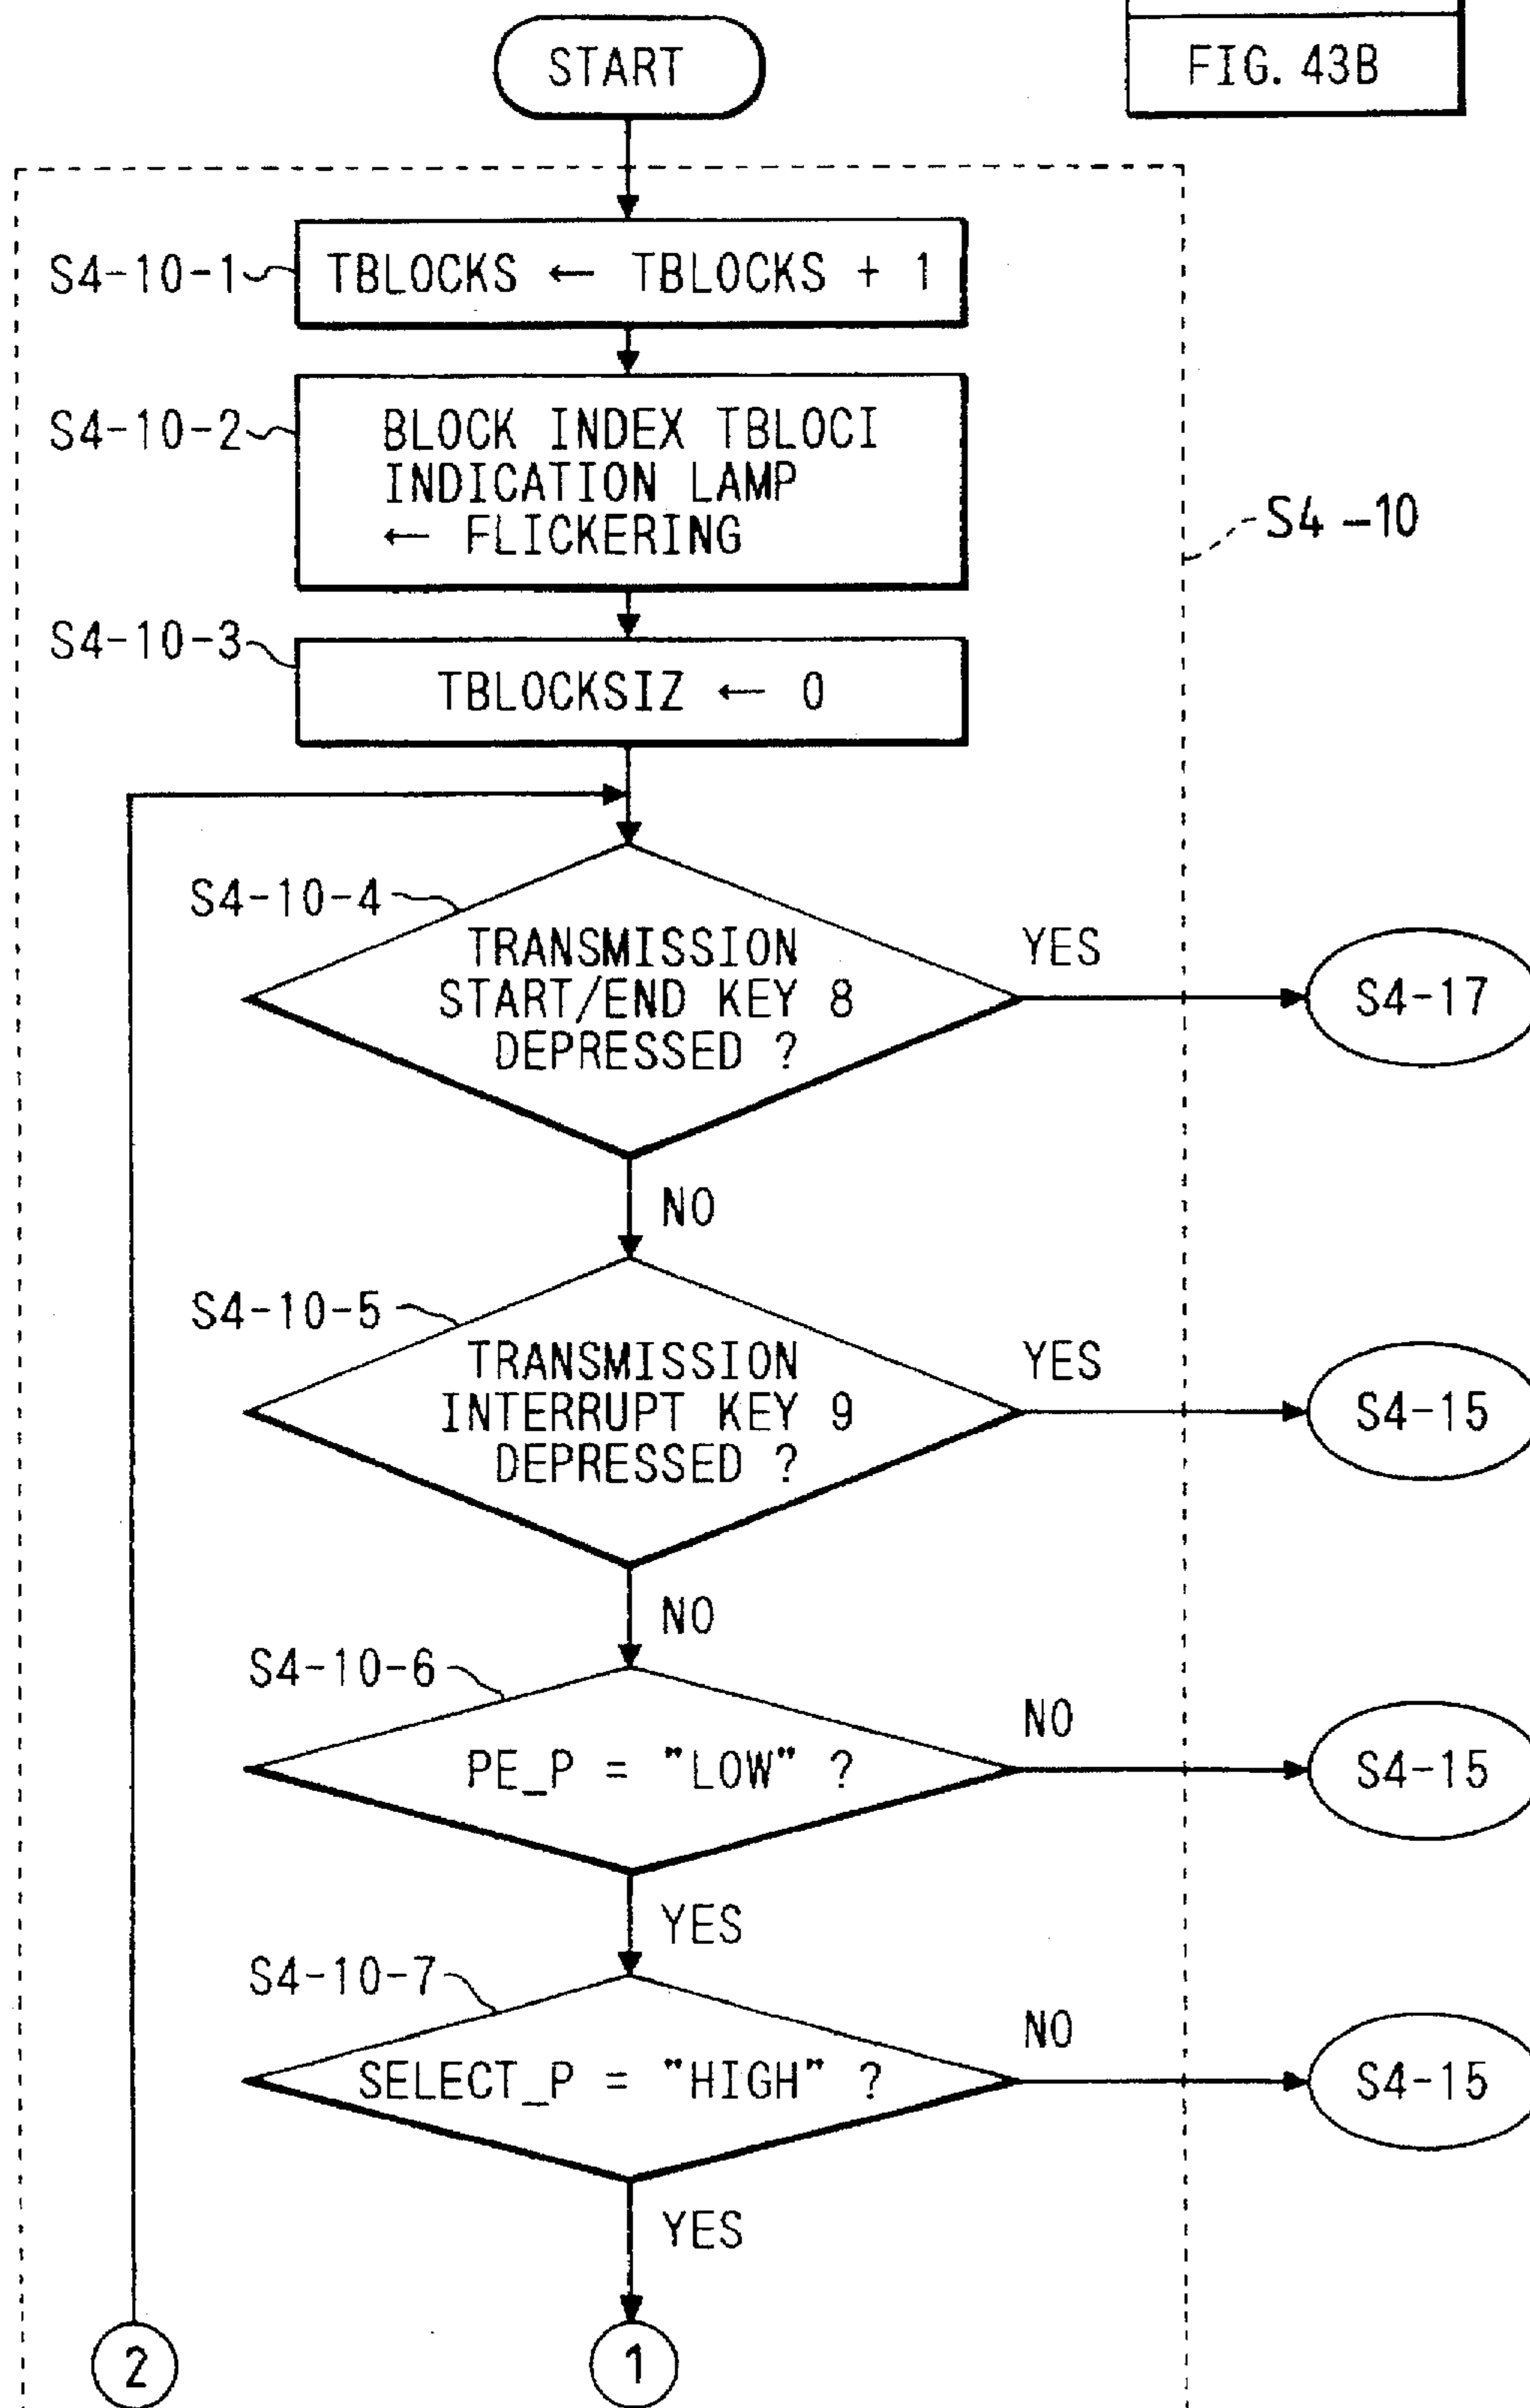 FIG. 43B
START
S4-10-1
TBLOCKS ← TBLOCKS + 1
S4-10-2
BLOCK INDEX TBLOCI
INDICATION LAMP
← FLICKERING
S4-10
S4-10-3
TBLOCKSIZ ← 0
S4-10-4
TRANSMISSION
START/END KEY 8
DEPRESSED ?
YES
S4-17
NO
S4-10-5
TRANSMISSION
INTERRUPT KEY 9
DEPRESSED ?
YES
S4-15
NO
S4-10-6
PE_P = "LOW" ?
NO
S4-15
YES
S4-10-7
SELECT_P = "HIGH" ?
NO
S4-15
YES
2
1